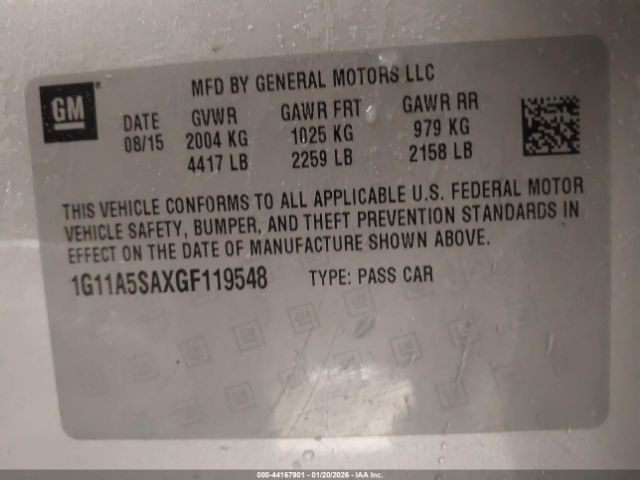 GM
MFD BY GENERAL MOTORS LLC
DATE GVWR GAWR FRT GAWR RR
08/15 2004 KG 1025 KG 979 KG
4417 LB 2259 LB 2158 LB
THIS VEHICLE CONFORMS TO ALL APPLICABLE U.S. FEDERAL MOTOR
VEHICLE SAFETY, BUMPER, AND THEFT PREVENTION STANDARDS IN
EFFECT ON THE DATE OF MANUFACTURE SHOWN ABOVE.
1G11A5SAXGF119548 TYPE: PASS CAR
000-44167901 - 01/20/2026 - IAA Inc.